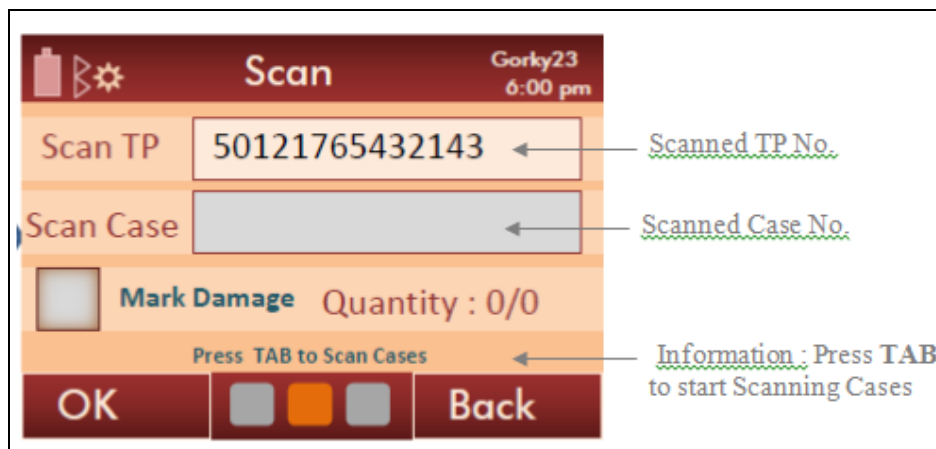 Scan
Gorky23
6:00 pm
Scan TP
50121765432143
Scanned TP No.
Scan Case
Scanned Case No.
Mark Damage
Quantity : 0/0
Press TAB to Scan Cases
Information : Press TAB
to start Scanning Cases
OK
Back